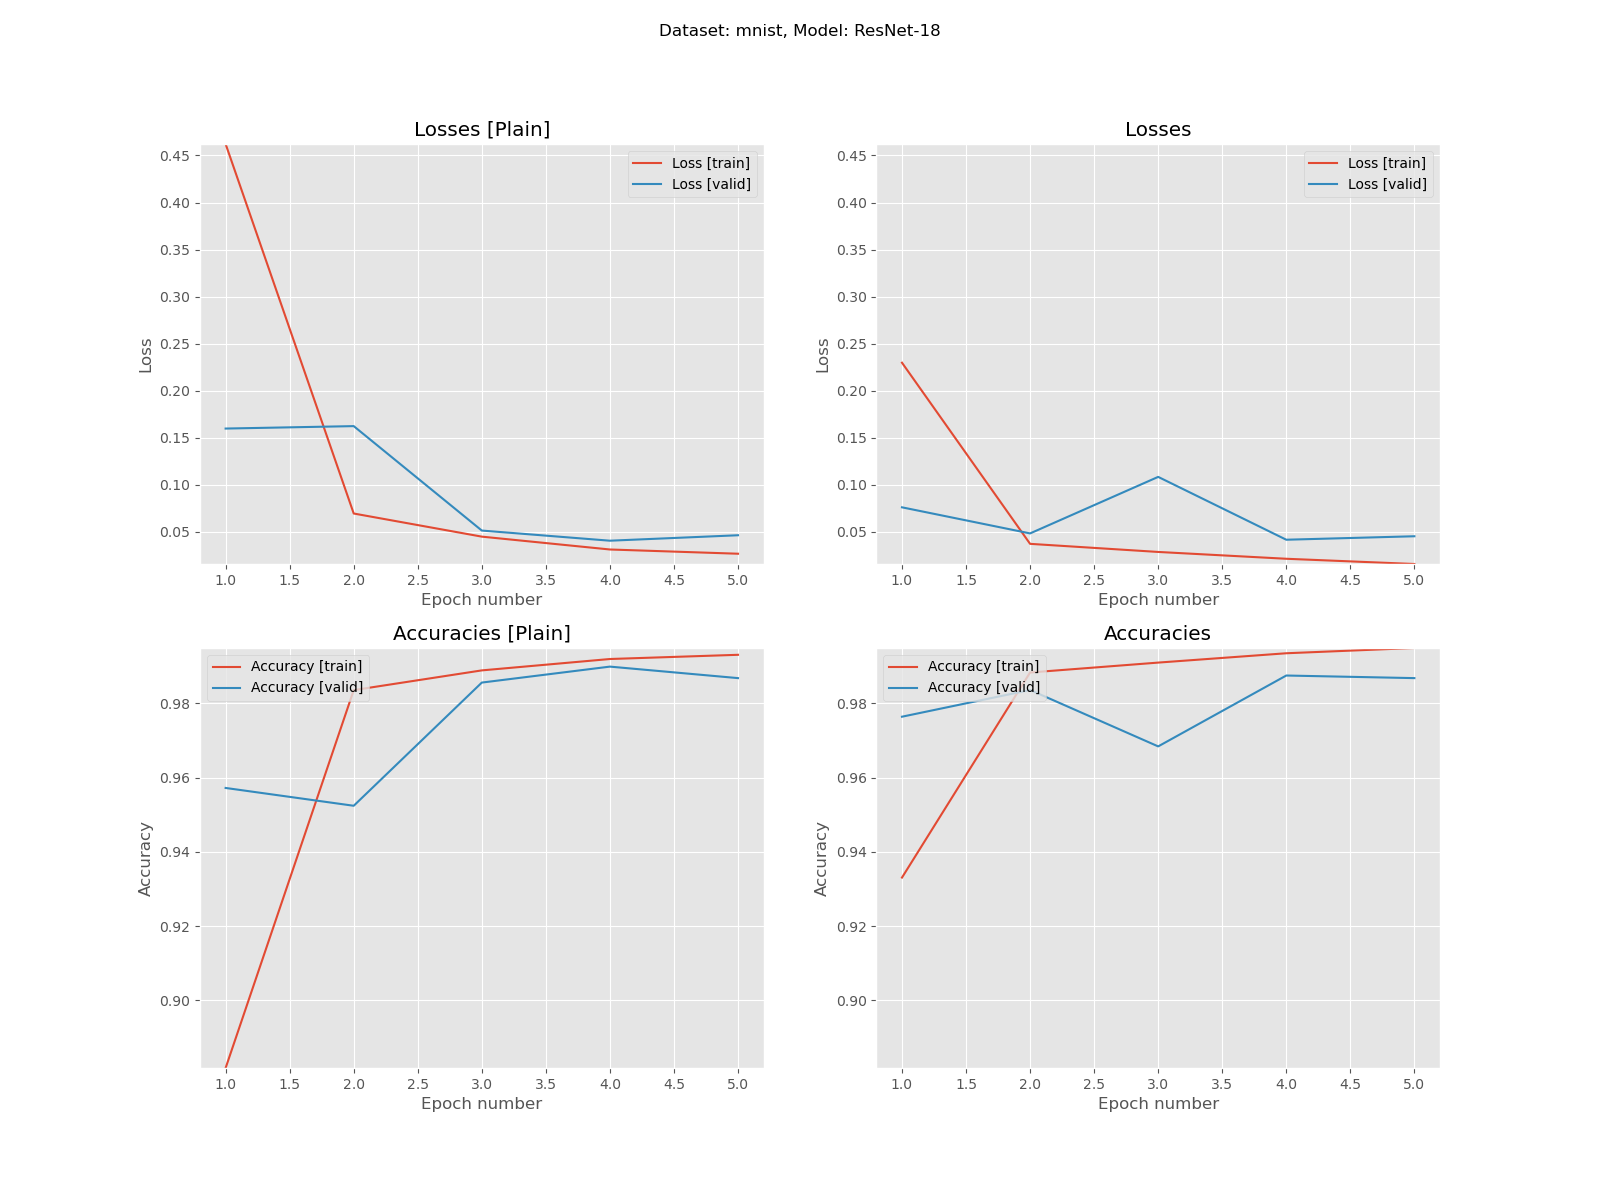 Dataset: mnist, Model: ResNet-18
Losses [Plain]
0.45
0.40
0.35
0.30
0.25
0.20
0.15
0.10
0.05
Loss
Loss [train]
Loss [valid]
1.0 1.5 2.0 2.5 3.0 3.5 4.0 4.5 5.0
Epoch number
Losses
0.45
0.40
0.35
0.30
0.25
0.20
0.15
0.10
0.05
Loss
Loss [train]
Loss [valid]
1.0 1.5 2.0 2.5 3.0 3.5 4.0 4.5 5.0
Epoch number
Accuracies [Plain]
Accuracy [train]
Accuracy [valid]
0.98
0.96
0.94
0.92
0.90
Accuracy
1.0 1.5 2.0 2.5 3.0 3.5 4.0 4.5 5.0
Epoch number
Accuracies
Accuracy [train]
Accuracy [valid]
0.98
0.96
0.94
0.92
0.90
Accuracy
1.0 1.5 2.0 2.5 3.0 3.5 4.0 4.5 5.0
Epoch number